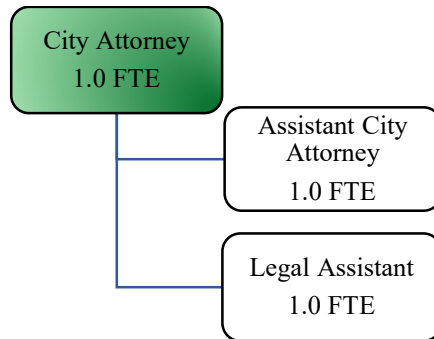 City Attorney
1.0 FTE
Assistant City
Attorney
1.0 FTE
Legal Assistant
1.0 FTE